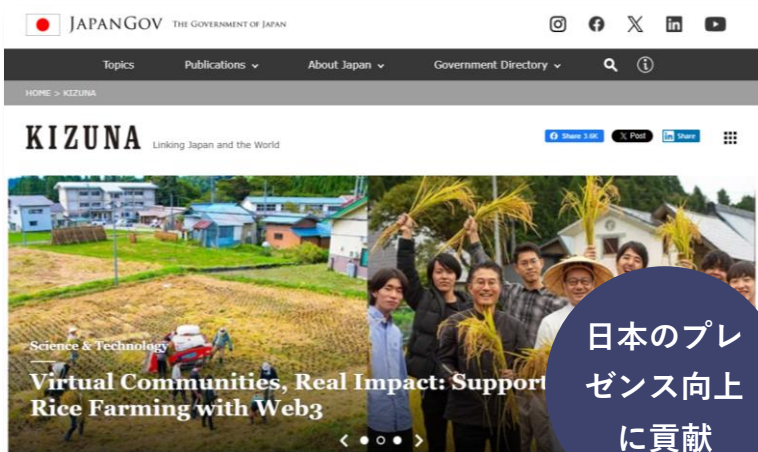 JAPANGOV THE GOVERNMENT OF JAPAN
Topics Publications About Japan Government Directory
HOME > KIZUNA
KIZUNA Linking Japan and the World
Share 3.6K Post Share
Science & Technology
Virtual Communities, Real Impact: Support
Rice Farming with Web3
日本のプレ
ゼンス向上
に貢献